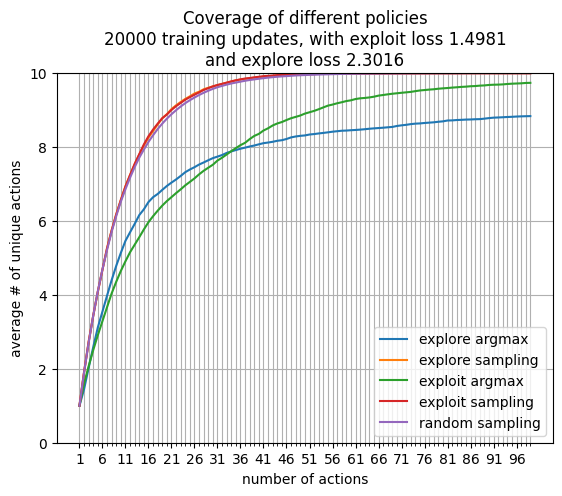 Coverage of different policies
20000 training updates, with exploit loss 1.4981
and explore loss 2.3016
average # of unique actions
10
8
6
4
2
0
explore argmax
explore sampling
exploit argmax
exploit sampling
random sampling
1 6 11 16 21 26 31 36 41 46 51 56 61 66 71 76 81 86 91 96
number of actions